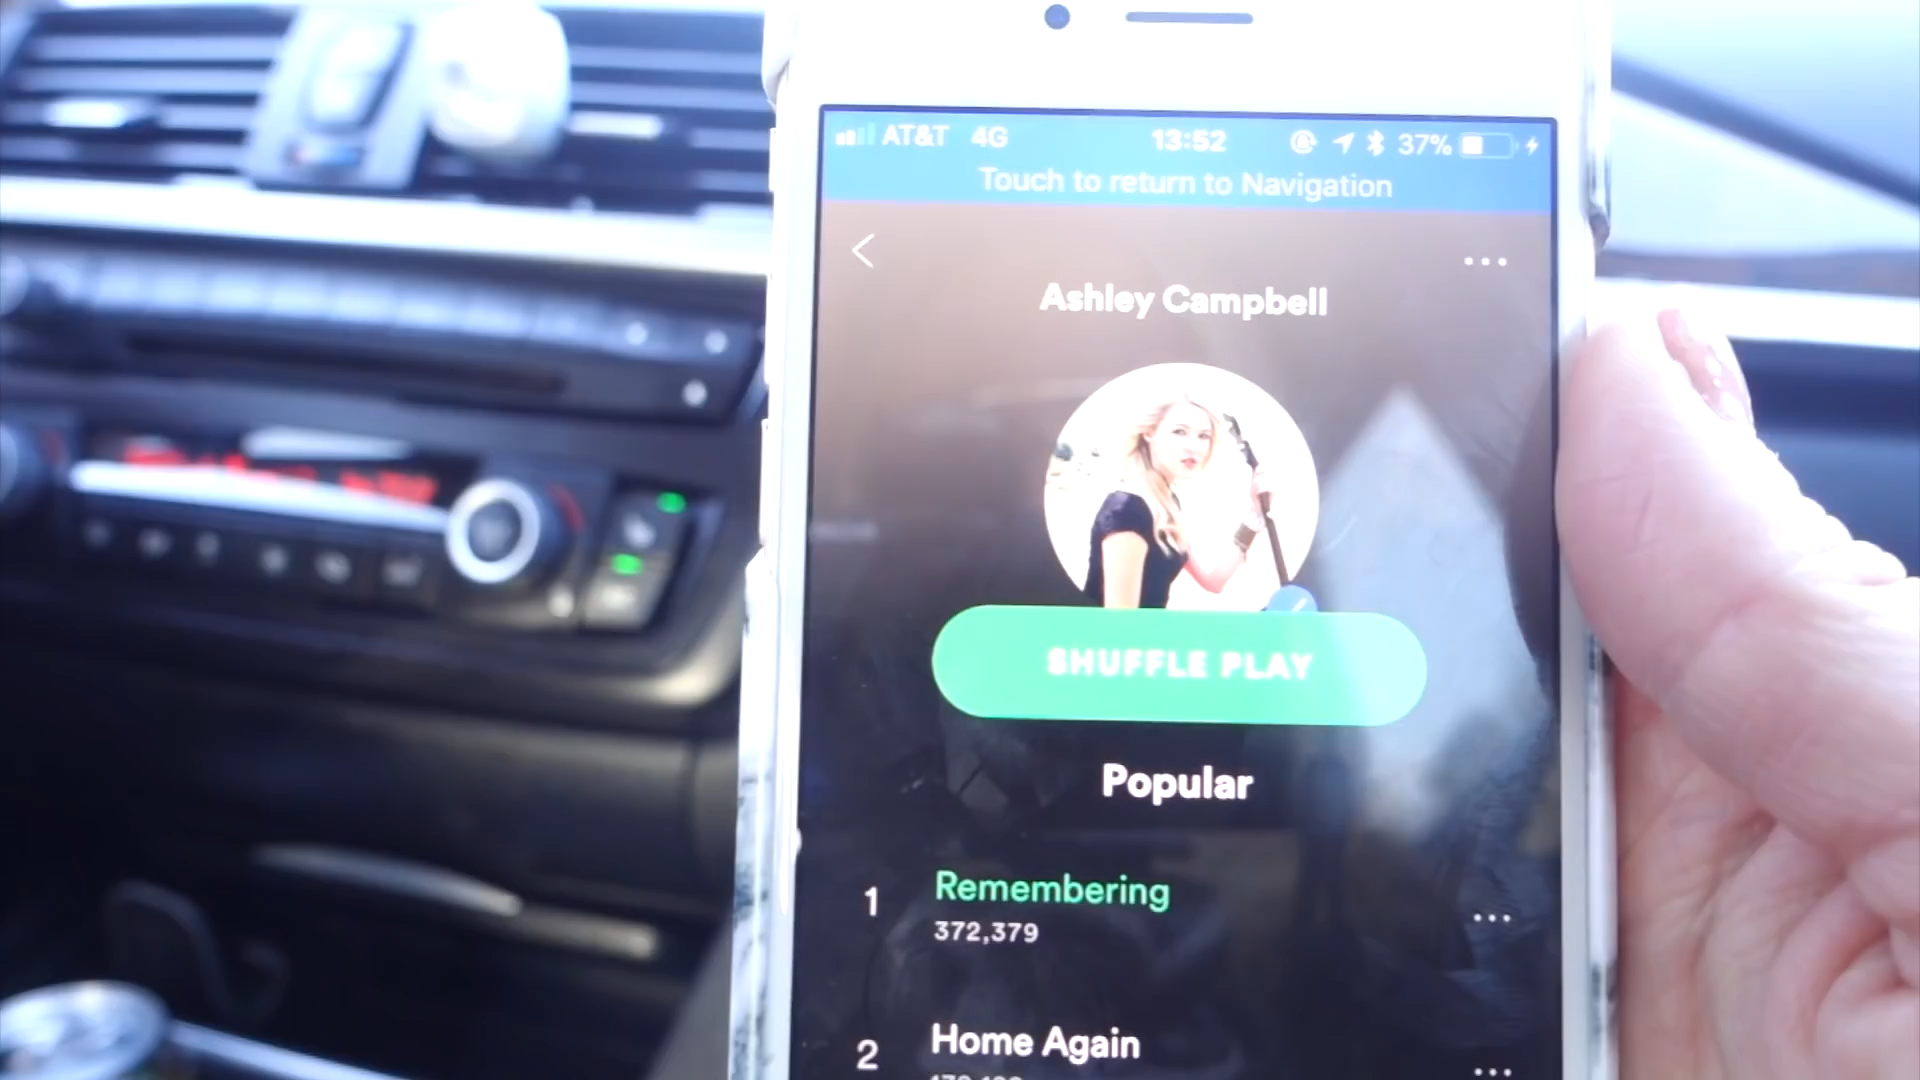 AT&T 4G 13:52 37%
Touch to return to Navigation
Ashley Campbell
SHUFFLE PLAY
Popular
1 Remembering
372,379
2 Home Again